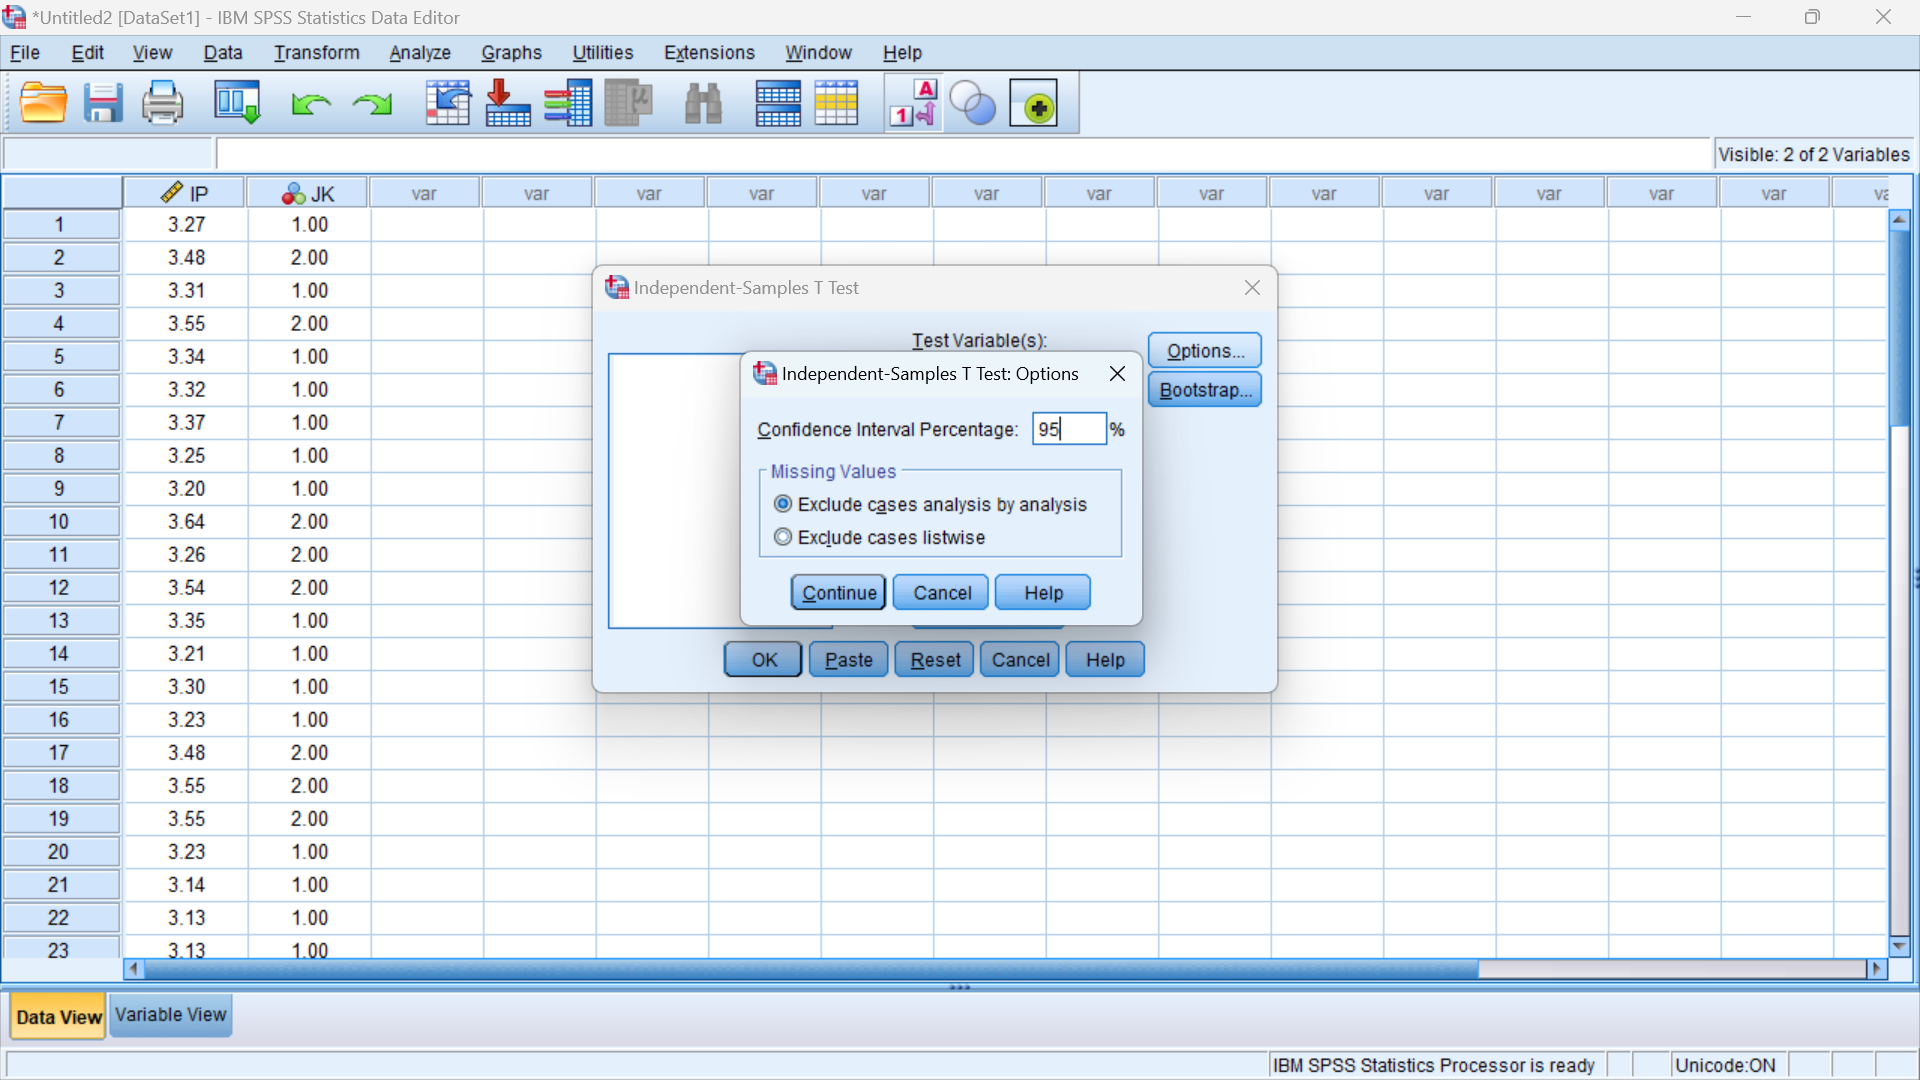 *Untitled2 [DataSet1] - IBM SPSS Statistics Data Editor
File Edit View Data Transform Analyze Graphs Utilities Extensions Window Help
Visible: 2 of 2 Variables
IP JK var var var var var var var var var var var var var
1 3.27 1.00
2 3.48 2.00
3 3.31 1.00
4 3.55 2.00
5 3.34 1.00
6 3.32 1.00
7 3.37 1.00
8 3.25 1.00
9 3.20 1.00
10 3.64 2.00
11 3.26 2.00
12 3.54 2.00
13 3.35 1.00
14 3.21 1.00
15 3.30 1.00
16 3.23 1.00
17 3.48 2.00
18 3.55 2.00
19 3.55 2.00
20 3.23 1.00
21 3.14 1.00
22 3.13 1.00
23 3.13 1.00
Independent-Samples T Test
Test Variable(s):
Options...
Bootstrap...
Independent-Samples T Test: Options
Confidence Interval Percentage: 95 %
Missing Values
Exclude cases analysis by analysis
Exclude cases listwise
Continue Cancel Help
OK Paste Reset Cancel Help
Data View Variable View
IBM SPSS Statistics Processor is ready Unicode:ON